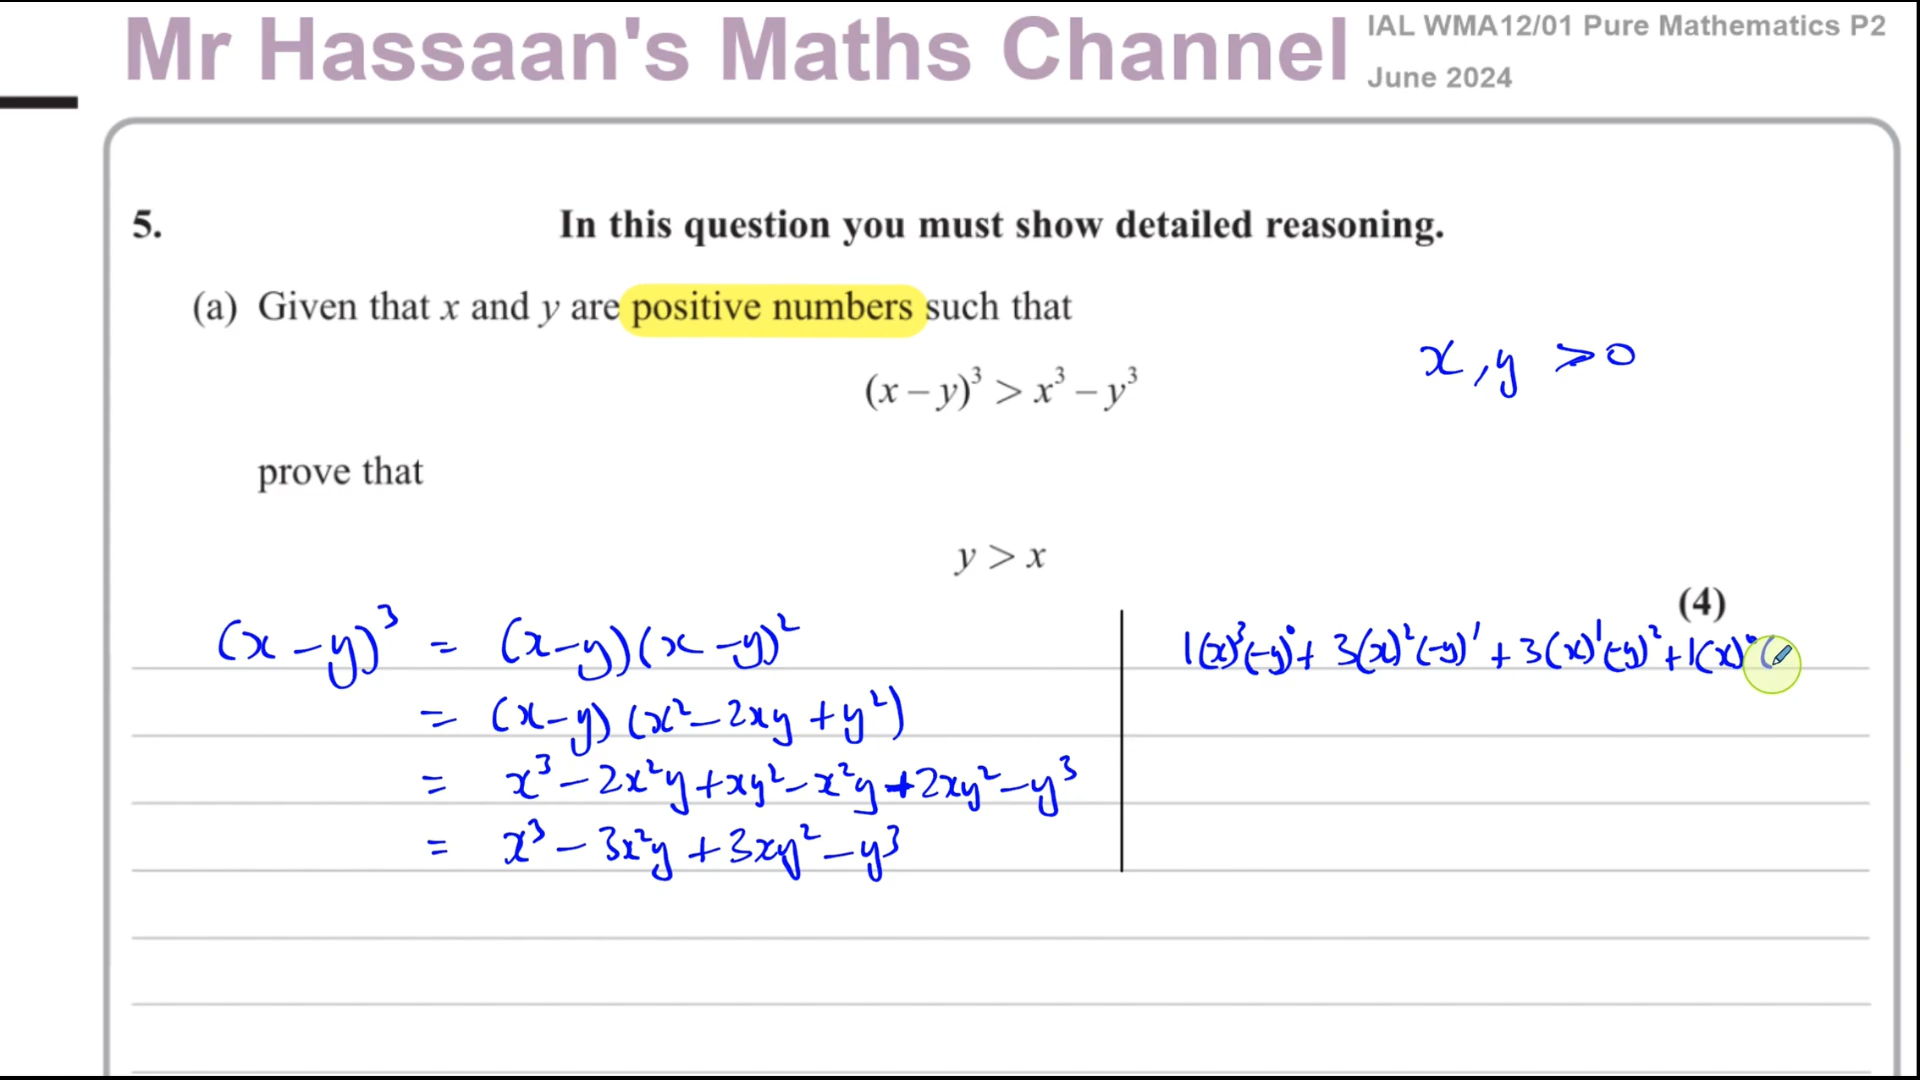 Mr Hassaan's Maths Channel
IAL WMA12/01 Pure Mathematics P2
June 2024
5. In this question you must show detailed reasoning.
(a) Given that x and y are positive numbers such that
x, y > 0
(x – y)³ > x³ – y³
prove that
y > x
(4)
(x – y)³ = (x–y)(x –y)²
= (x–y)(x²–2xy +y²)
= x³ – 2x²y + xy² – x²y + 2xy² – y³
= x³ – 3x²y + 3xy² – y³
1(x)³(-y)⁰ + 3(x)²(-y)¹ + 3(x)¹(-y)² + 1(x)⁰(